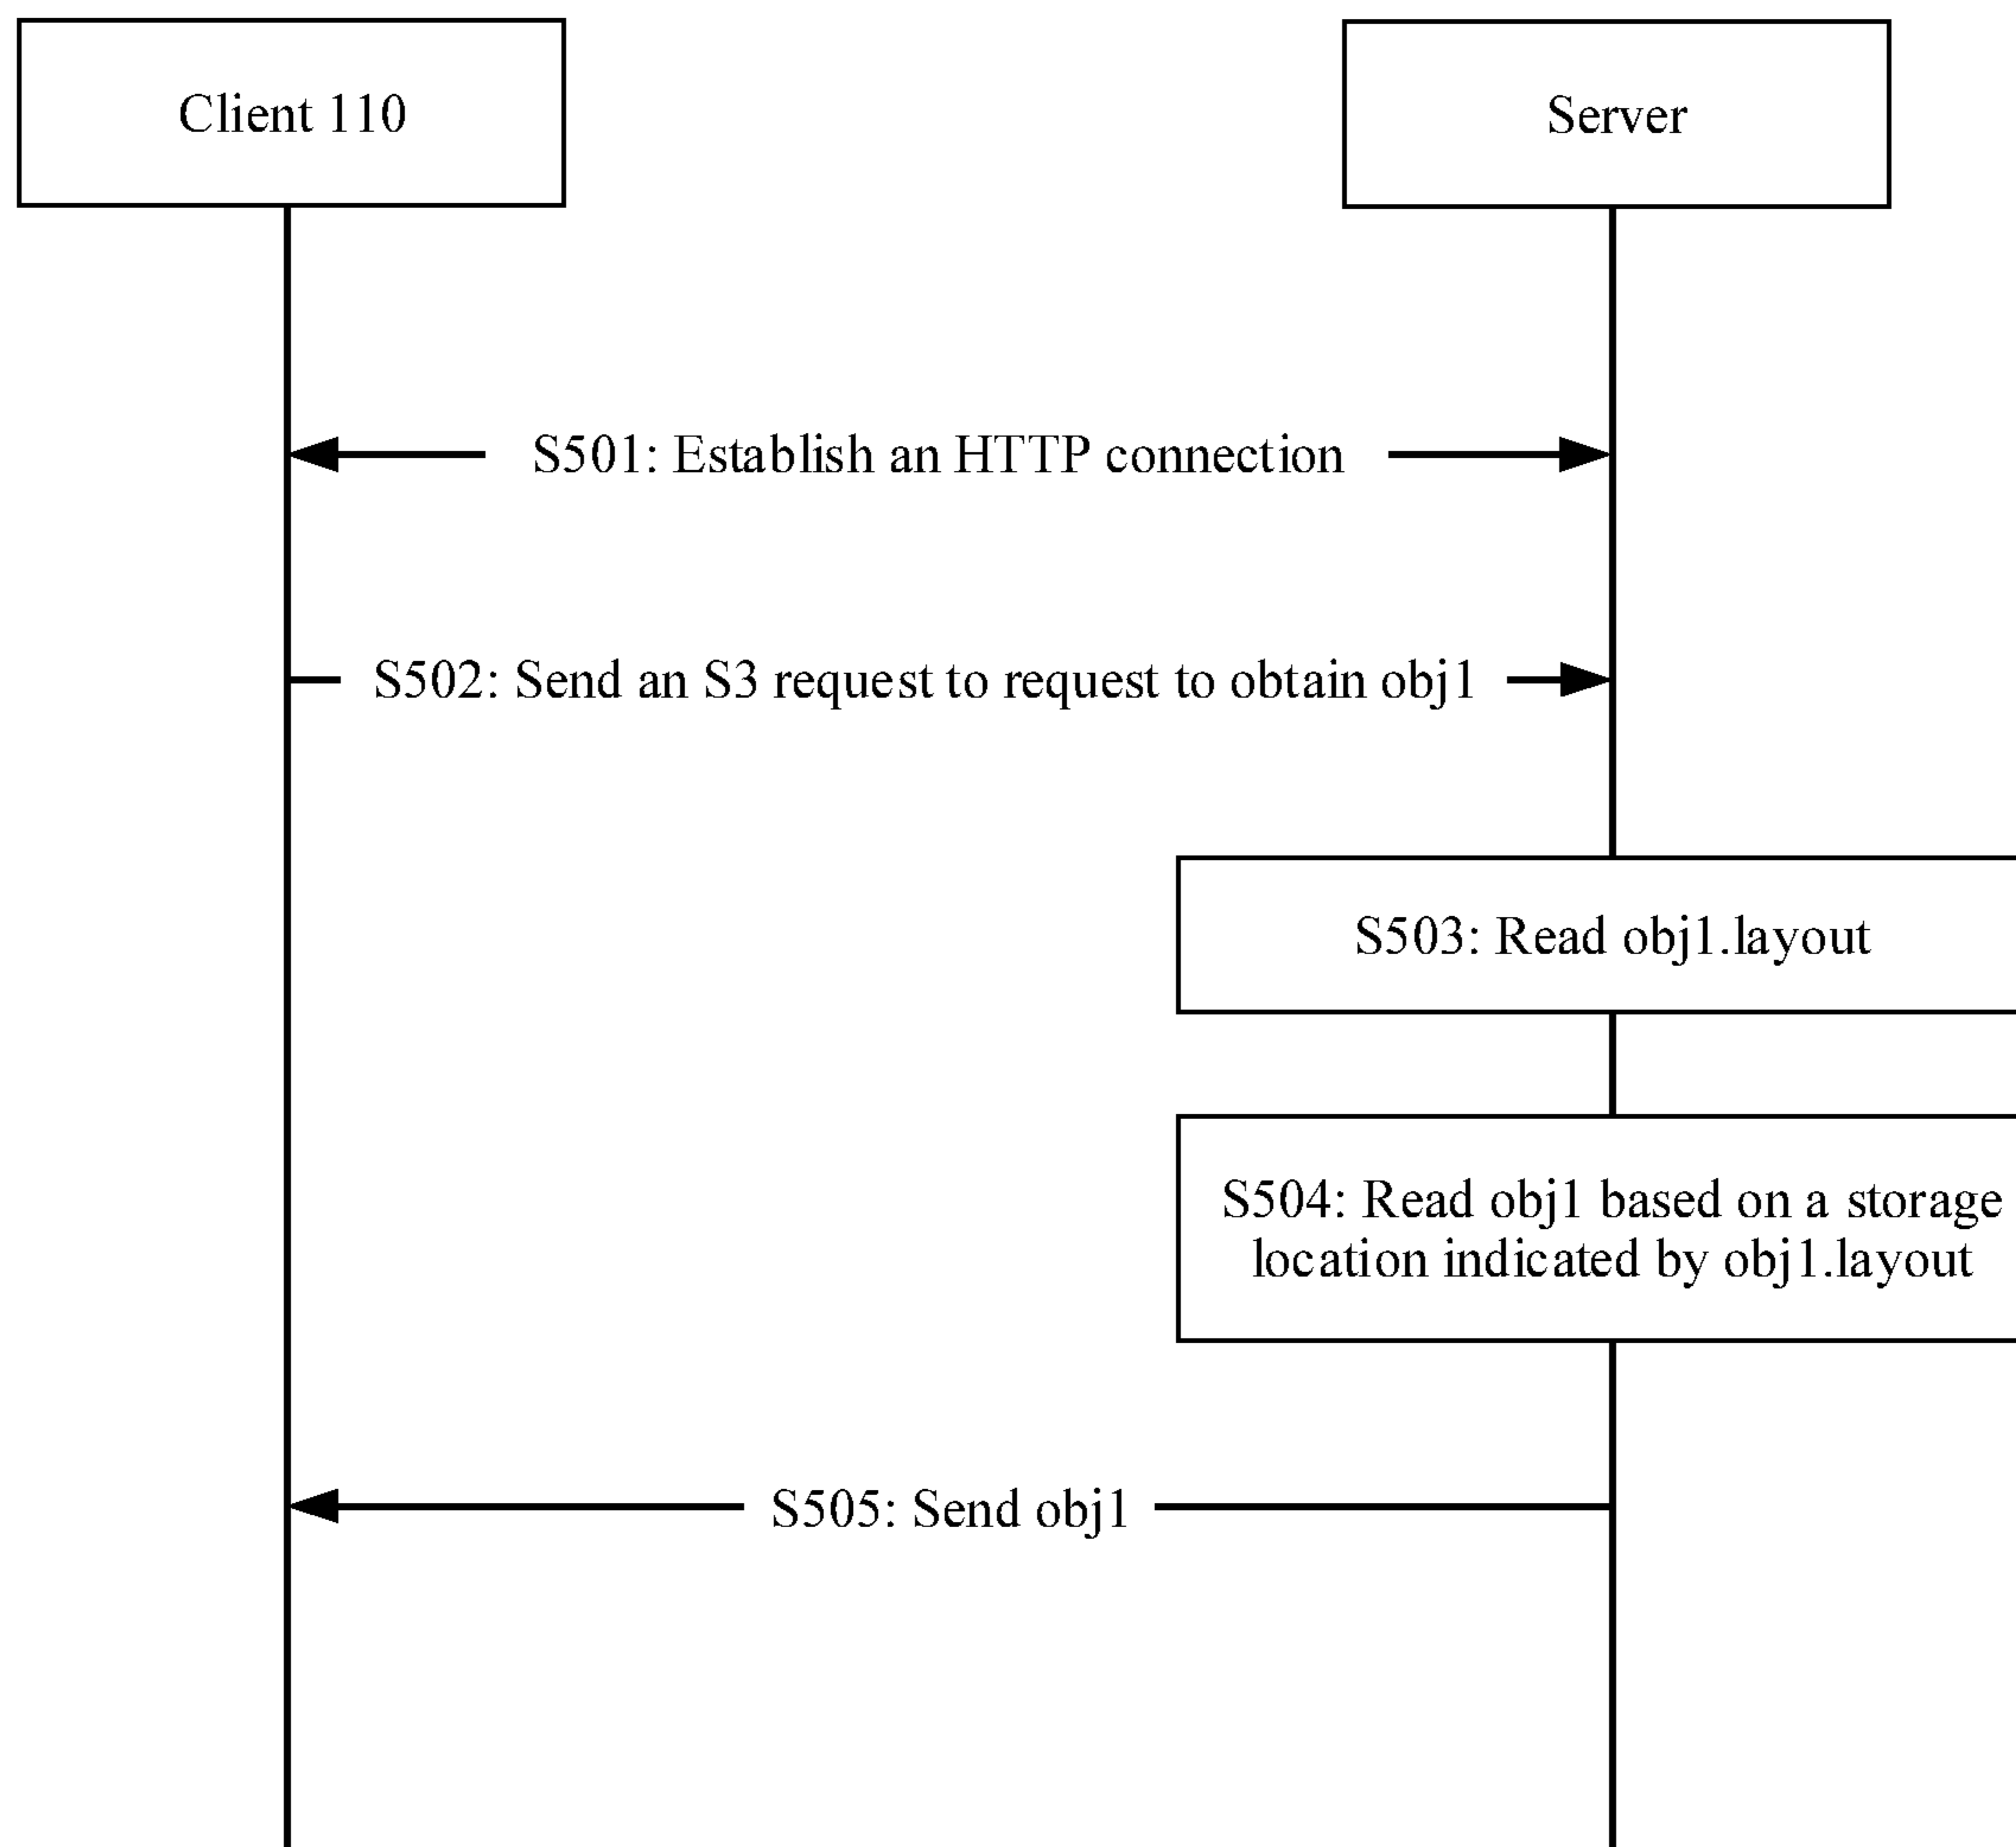 Client 110
Server
S501: Establish an HTTP connection
S502: Send an S3 request to request to obtain obj1
S503: Read obj1.layout
S504: Read obj1 based on a storage
location indicated by obj1.layout
S505: Send obj1